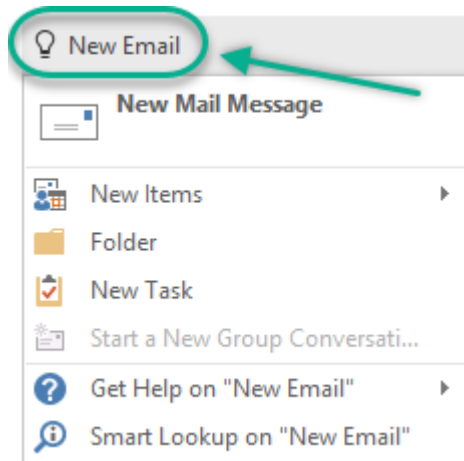 New Email
New Mail Message
New Items
Folder
New Task
Start a New Group Conversati...
Get Help on "New Email"
Smart Lookup on "New Email"